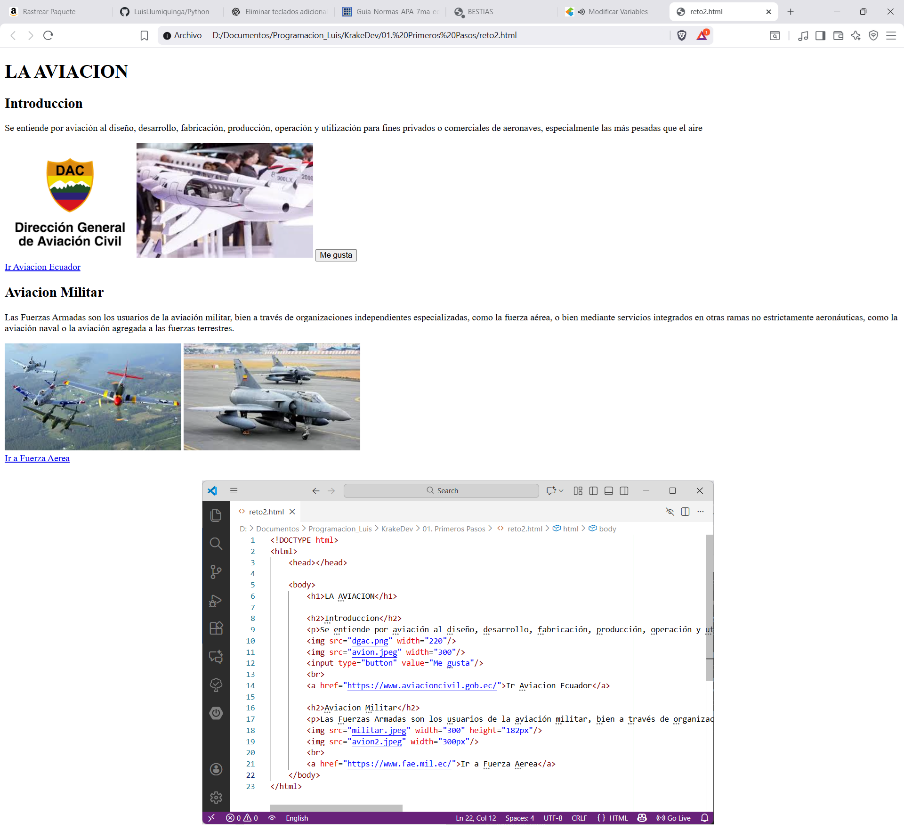 Rastrear Paquete
LuisLlumiquinga/Python
Eliminar teclados adicione
Guia-Normas-APA-7ma-e
BESTIAS
Modificar Variables
reto2.html
Archivo D:/Documentos/Programacion_Luis/KrakeDev/01.%20Primeros%20Pasos/reto2.html
LA AVIACION
Introduccion
Se entiende por aviación al diseño, desarrollo, fabricación, producción, operación y utilización para fines privados o comerciales de aeronaves, especialmente las más pesadas que el aire
DAC
Dirección General
de Aviación Civil
Me gusta
Ir Aviacion Ecuador
Aviacion Militar
Las Fuerzas Armadas son los usuarios de la aviación militar, bien a través de organizaciones independientes especializadas, como la fuerza aérea, o bien mediante servicios integrados en otras ramas no estrictamente aeronáuticas, como la
aviación naval o la aviación agregada a las fuerzas terrestres.
Ir a Fuerza Aerea
Search
reto2.html
D: > Documentos > Programacion_Luis > KrakeDev > 01. Primeros Pasos > reto2.html > html > body
1 <!DOCTYPE html>
2 <html>
3 <head></head>
4
5 <body>
6 <h1>LA AVIACION</h1>
7
8 <h2>Introduccion</h2>
9 <p>Se entiende por aviación al diseño, desarrollo, fabricación, producción, operación y ut
10 <img src="dgac.png" width="220"/>
11 <img src="avion.jpeg" width="300"/>
12 <input type="button" value="Me gusta"/>
13 <br>
14 <a href="https://www.aviacioncivil.gob.ec/">Ir Aviacion Ecuador</a>
15
16 <h2>Aviacion Militar</h2>
17 <p>Las Fuerzas Armadas son los usuarios de la aviación militar, bien a través de organizac
18 <img src="militar.jpeg" width="300" height="182px"/>
19 <img src="avion2.jpeg" width="300px"/>
20 <br>
21 <a href="https://www.fae.mil.ec/">Ir a Fuerza Aerea</a>
22 </body>
23 </html>
0 0 English Ln 22, Col 12 Spaces: 4 UTF-8 CRLF { } HTML Go Live